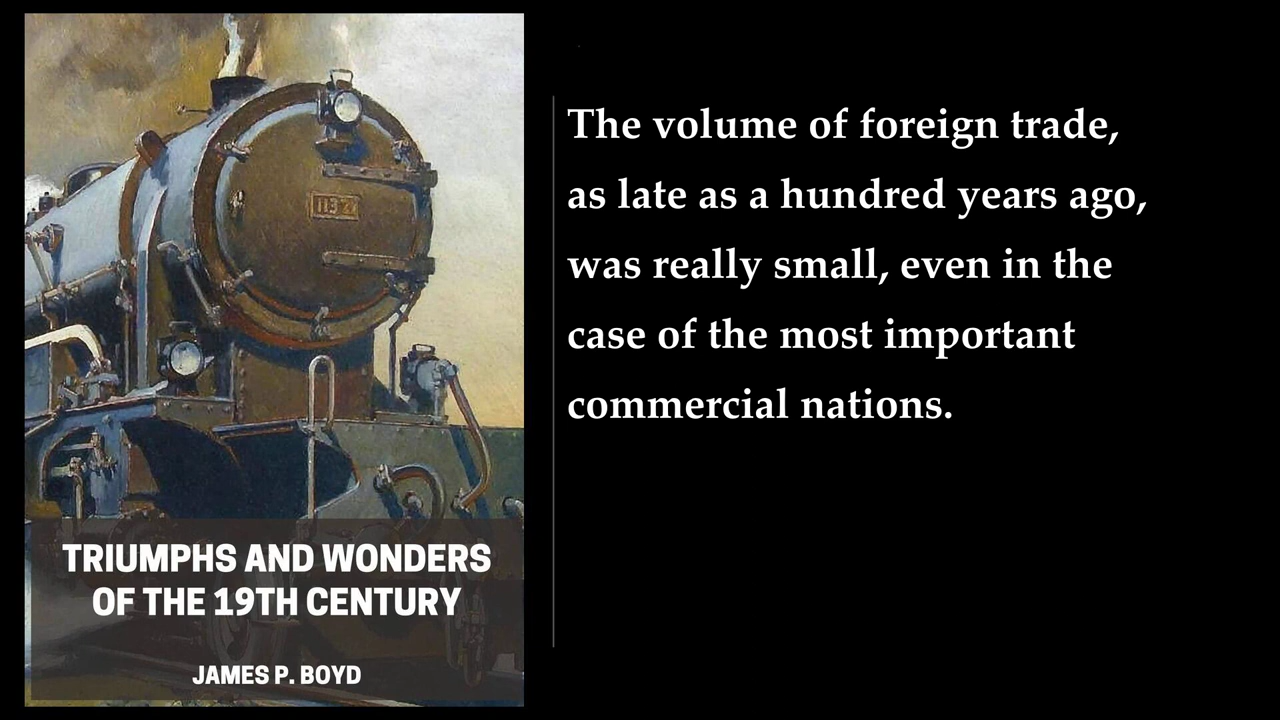 The volume of foreign trade,
as late as a hundred years ago,
was really small, even in the
case of the most important
commercial nations.
TRIUMPHS AND WONDERS
OF THE 19TH CENTURY
JAMES P. BOYD